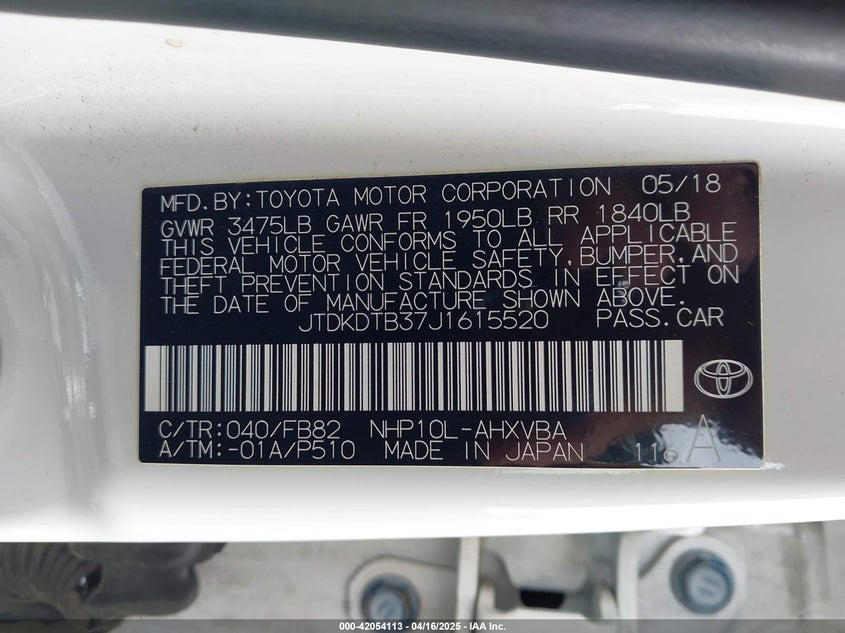 MFD. BY: TOYOTA MOTOR CORPORATION 05/18
GVWR 3475LB GAWR FR 1950LB RR 1840LB
THIS VEHICLE CONFORMS TO ALL APPLICABLE
FEDERAL MOTOR VEHICLE SAFETY, BUMPER, AND
THEFT PREVENTION STANDARDS IN EFFECT ON
THE DATE OF MANUFACTURE SHOWN ABOVE.
JTDKDTB37J1615520 PASS.CAR
C/TR:040/FB82 NHP10L-AHXVBA A
A/TM:-01A/P510 MADE IN JAPAN 116
000-42054113 - 04/16/2025 - IAA Inc.